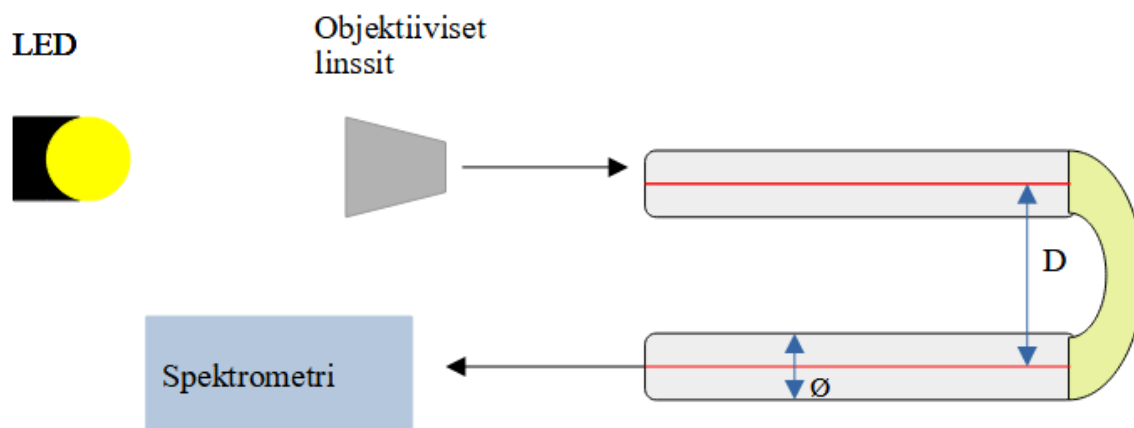 LED
Objektiiviset
linssit
D
Spektrometri
Ø